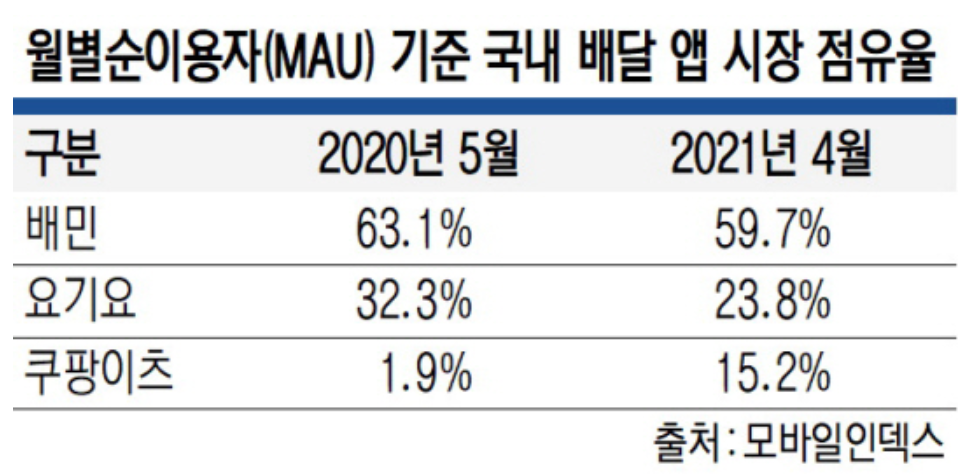 월별순이용자(MAU) 기준 국내 배달 앱 시장 점유율
구분 2020년 5월 2021년 4월
배민 63.1% 59.7%
요기요 32.3% 23.8%
쿠팡이츠 1.9% 15.2%
출처:모바일인덱스